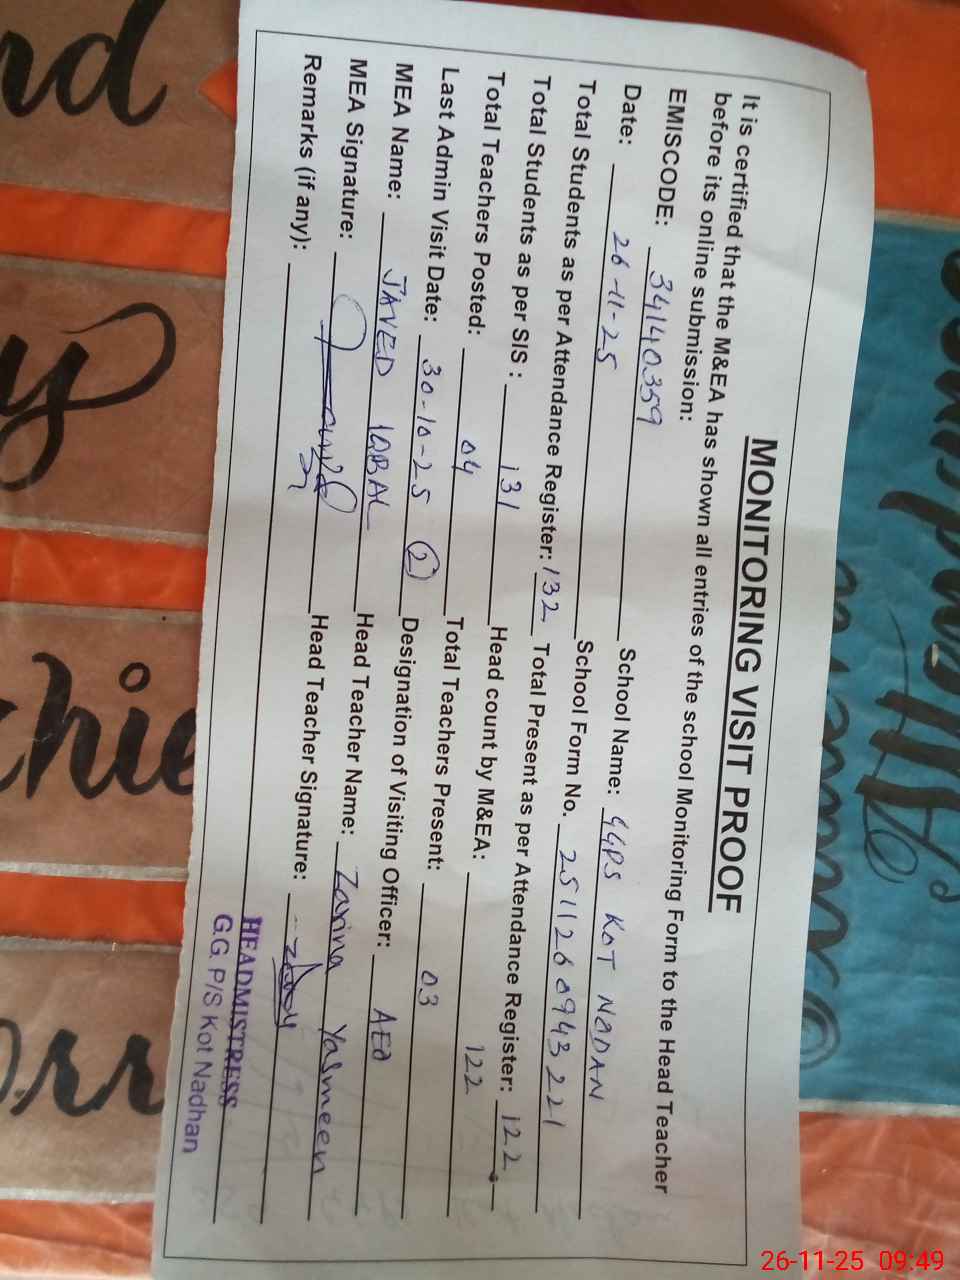 MONITORING VISIT PROOF
It is certified that the M&EA has shown all entries of the school Monitoring Form to the Head Teacher
before its online submission:
EMISCODE: 34140359 School Name: GGPS KOT NADAN
Date: 26-11-25 School Form No. 251126094322 1
Total Students as per Attendance Register: 132 Total Present as per Attendance Register: 122
Total Students as per SIS : 131 Head count by M&EA: 122
Total Teachers Posted: 04 Total Teachers Present: 03
Last Admin Visit Date: 30-10-25 (2) Designation of Visiting Officer: AEO
MEA Name: JAVED IQBAL Head Teacher Name: Zarina Yasmeen
MEA Signature: Head Teacher Signature:
Remarks (if any):
HEADMISTRESS
G.G. P/S Kot Nadhan
26-11-25 09:49